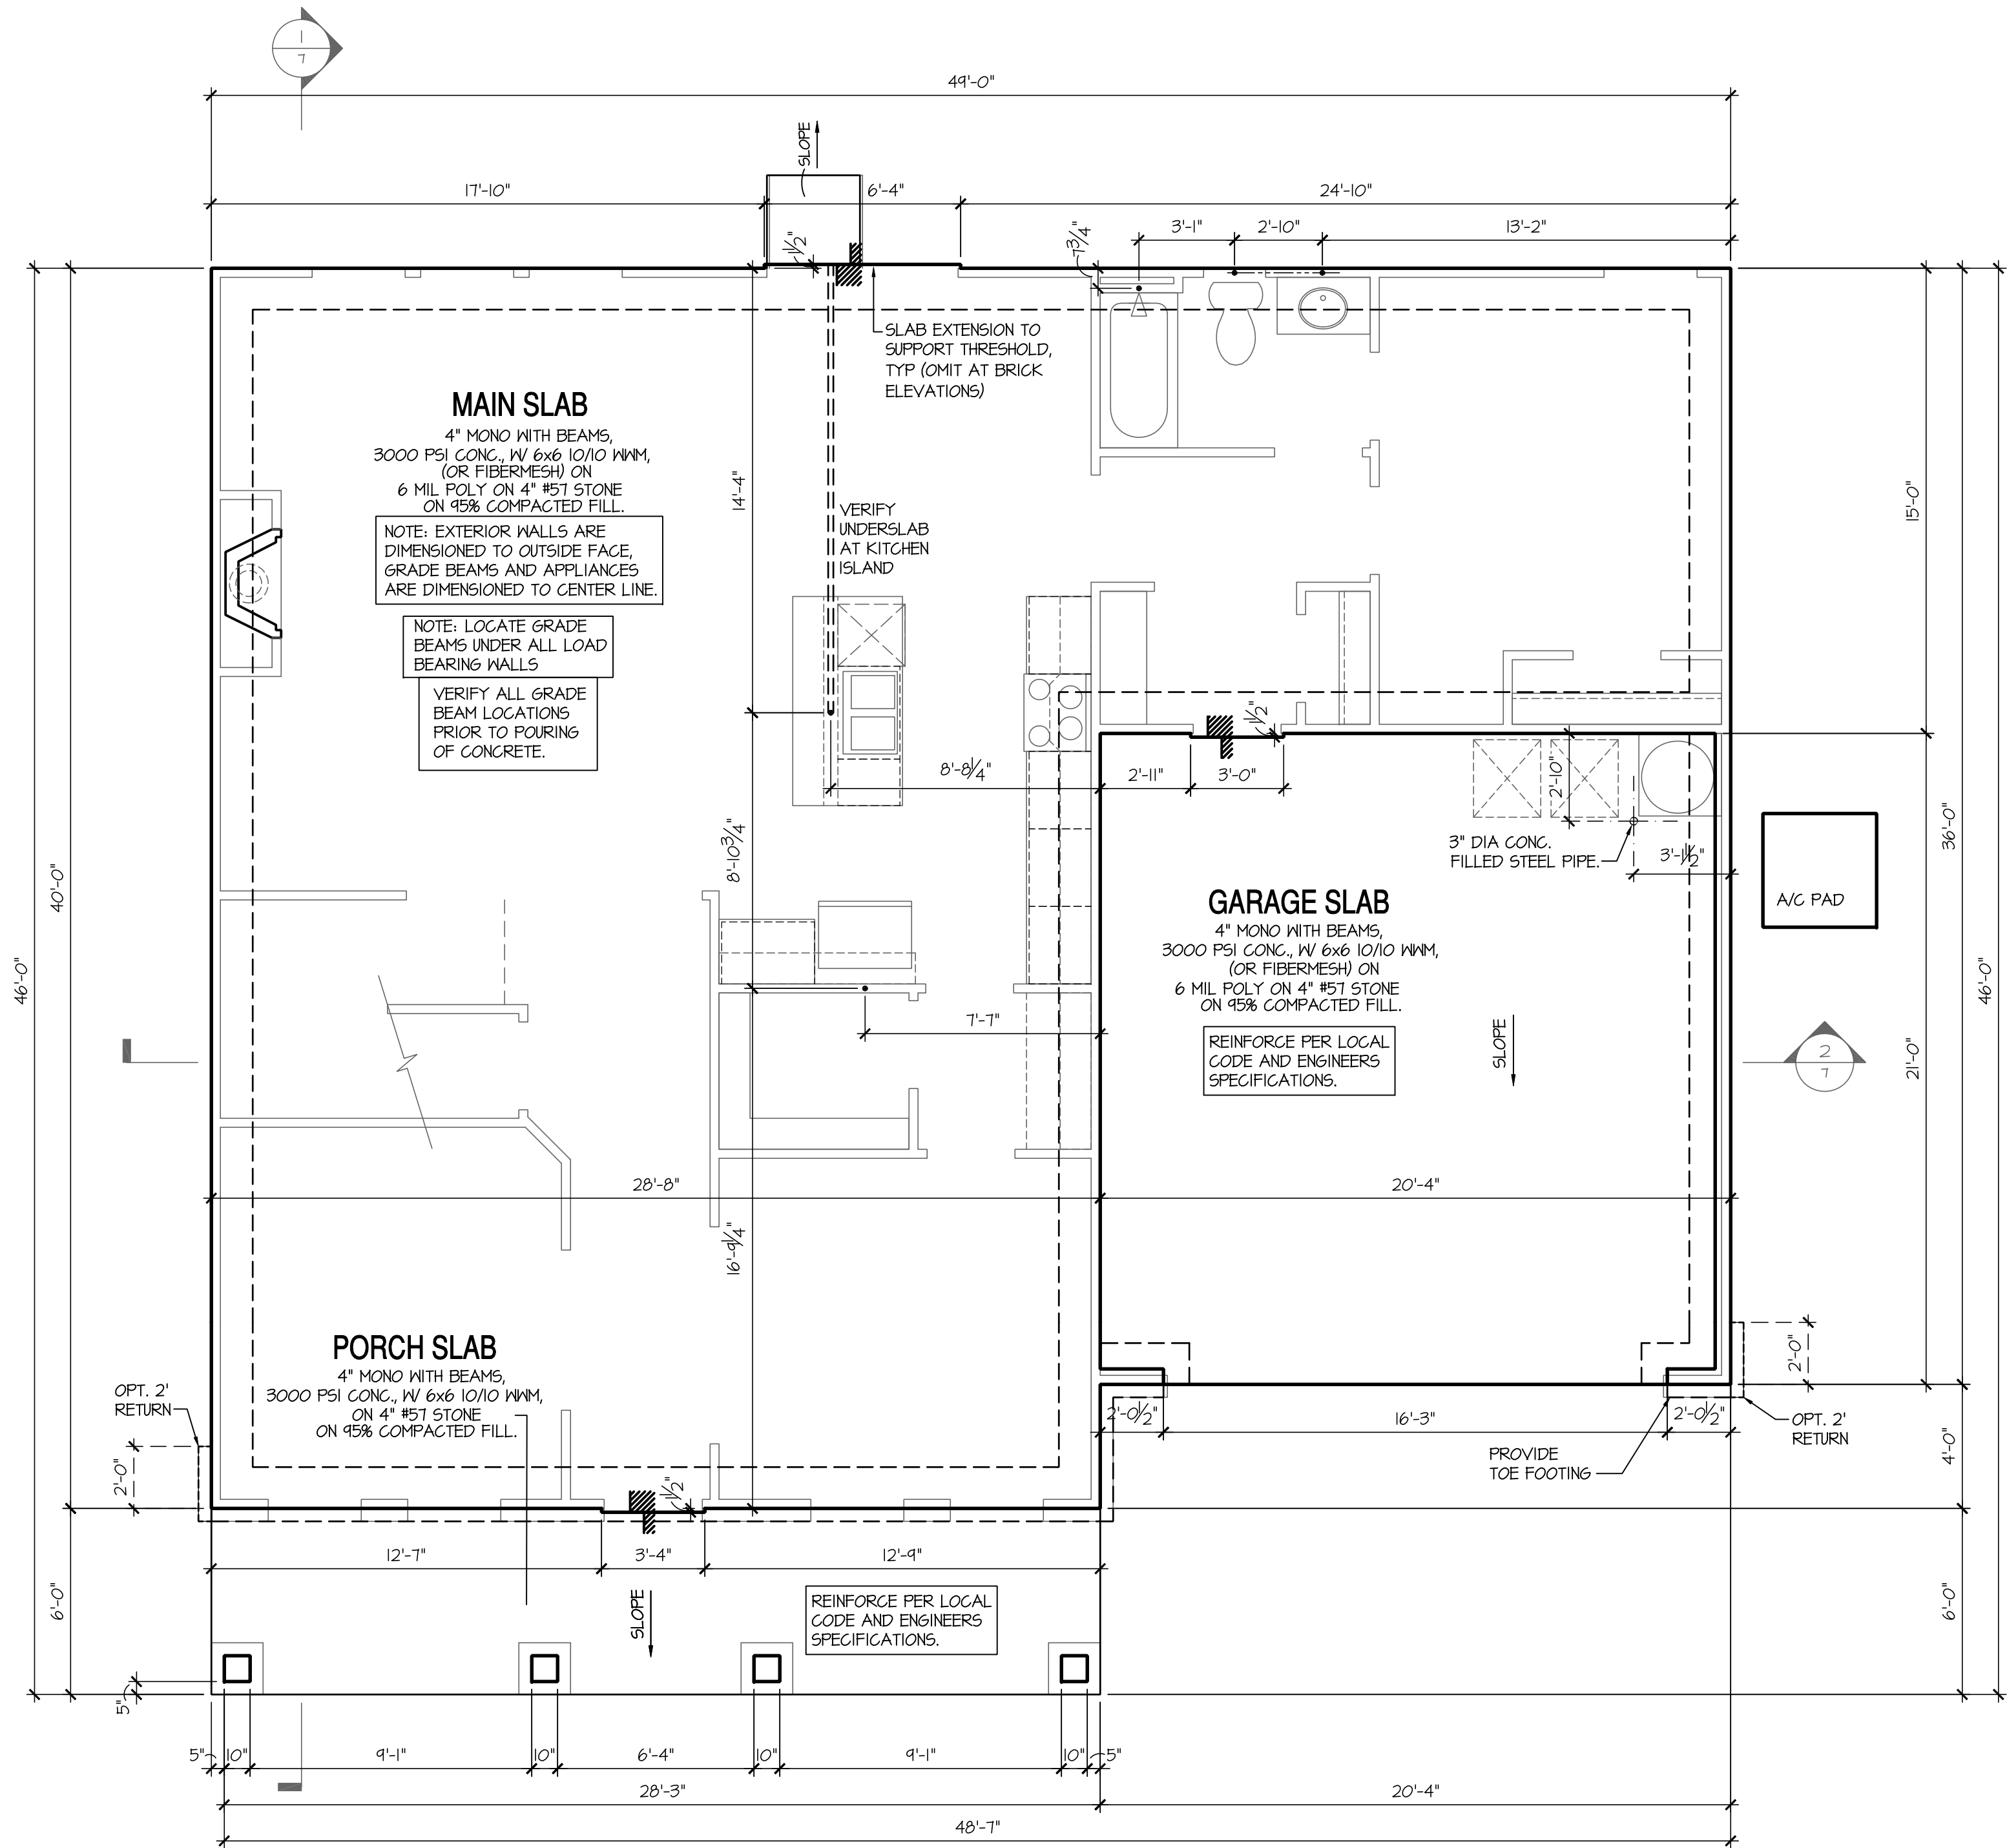 1
7
49'-0"
SLOPE
17'-10"
6'-4"
24'-10"
3'-1"
2'-10"
13'-2"
7 3/4"
1 1/2"
SLAB EXTENSION TO
SUPPORT THRESHOLD,
TYP (OMIT AT BRICK
ELEVATIONS)
MAIN SLAB
4" MONO WITH BEAMS,
3000 PSI CONC., W/ 6x6 10/10 WWM,
(OR FIBERMESH) ON
6 MIL POLY ON 4" #57 STONE
ON 95% COMPACTED FILL.
NOTE: EXTERIOR WALLS ARE
DIMENSIONED TO OUTSIDE FACE,
GRADE BEAMS AND APPLIANCES
ARE DIMENSIONED TO CENTER LINE.
NOTE: LOCATE GRADE
BEAMS UNDER ALL LOAD
BEARING WALLS
VERIFY ALL GRADE
BEAM LOCATIONS
PRIOR TO POURING
OF CONCRETE.
14'-4"
VERIFY
UNDERSLAB
AT KITCHEN
ISLAND
15'-0"
1 1/2"
8'-8 1/4"
2'-11"
3'-0"
2'-10"
3" DIA CONC.
FILLED STEEL PIPE.
3'-1 1/2"
A/C PAD
36'-0"
40'-0"
46'-0"
46'-0"
8'-10 3/4"
GARAGE SLAB
4" MONO WITH BEAMS,
3000 PSI CONC., W/ 6x6 10/10 WWM,
(OR FIBERMESH) ON
6 MIL POLY ON 4" #57 STONE
ON 95% COMPACTED FILL.
REINFORCE PER LOCAL
CODE AND ENGINEERS
SPECIFICATIONS.
SLOPE
7'-7"
2
7
21'-0"
28'-8"
20'-4"
16'-9 1/4"
PORCH SLAB
4" MONO WITH BEAMS,
3000 PSI CONC., W/ 6x6 10/10 WWM,
ON 4" #57 STONE
ON 95% COMPACTED FILL.
OPT. 2'
RETURN
2'-0"
2'-0"
2'-0 1/2"
16'-3"
2'-0 1/2"
OPT. 2'
RETURN
PROVIDE
TOE FOOTING
4'-0"
1 1/2"
12'-7"
3'-4"
12'-9"
6'-0"
SLOPE
REINFORCE PER LOCAL
CODE AND ENGINEERS
SPECIFICATIONS.
6'-0"
5"
5"
10"
9'-1"
10"
6'-4"
10"
9'-1"
10"
5"
28'-3"
20'-4"
48'-7"